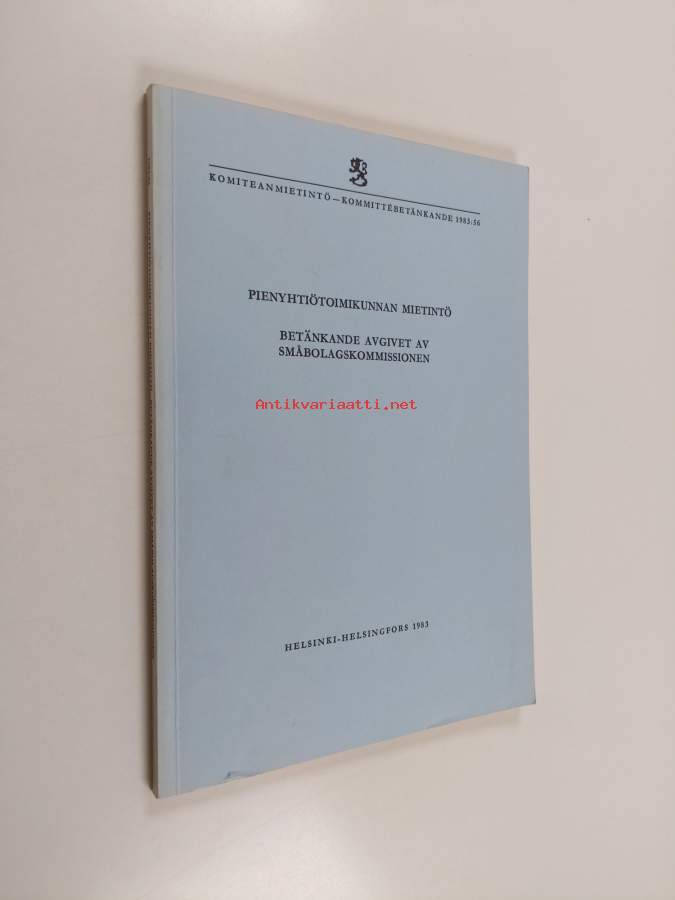 KOMITEANMIETINTÖ — KOMMITTÉBETÄNKANDE 1983:56
PIENYHTIÖTOIMIKUNNAN MIETINTÖ
BETÄNKANDE AVGIVET AV
SMÅBOLAGSKOMMISSIONEN
Antikvariaatti.net
HELSINKI-HELSINGFORS 1983